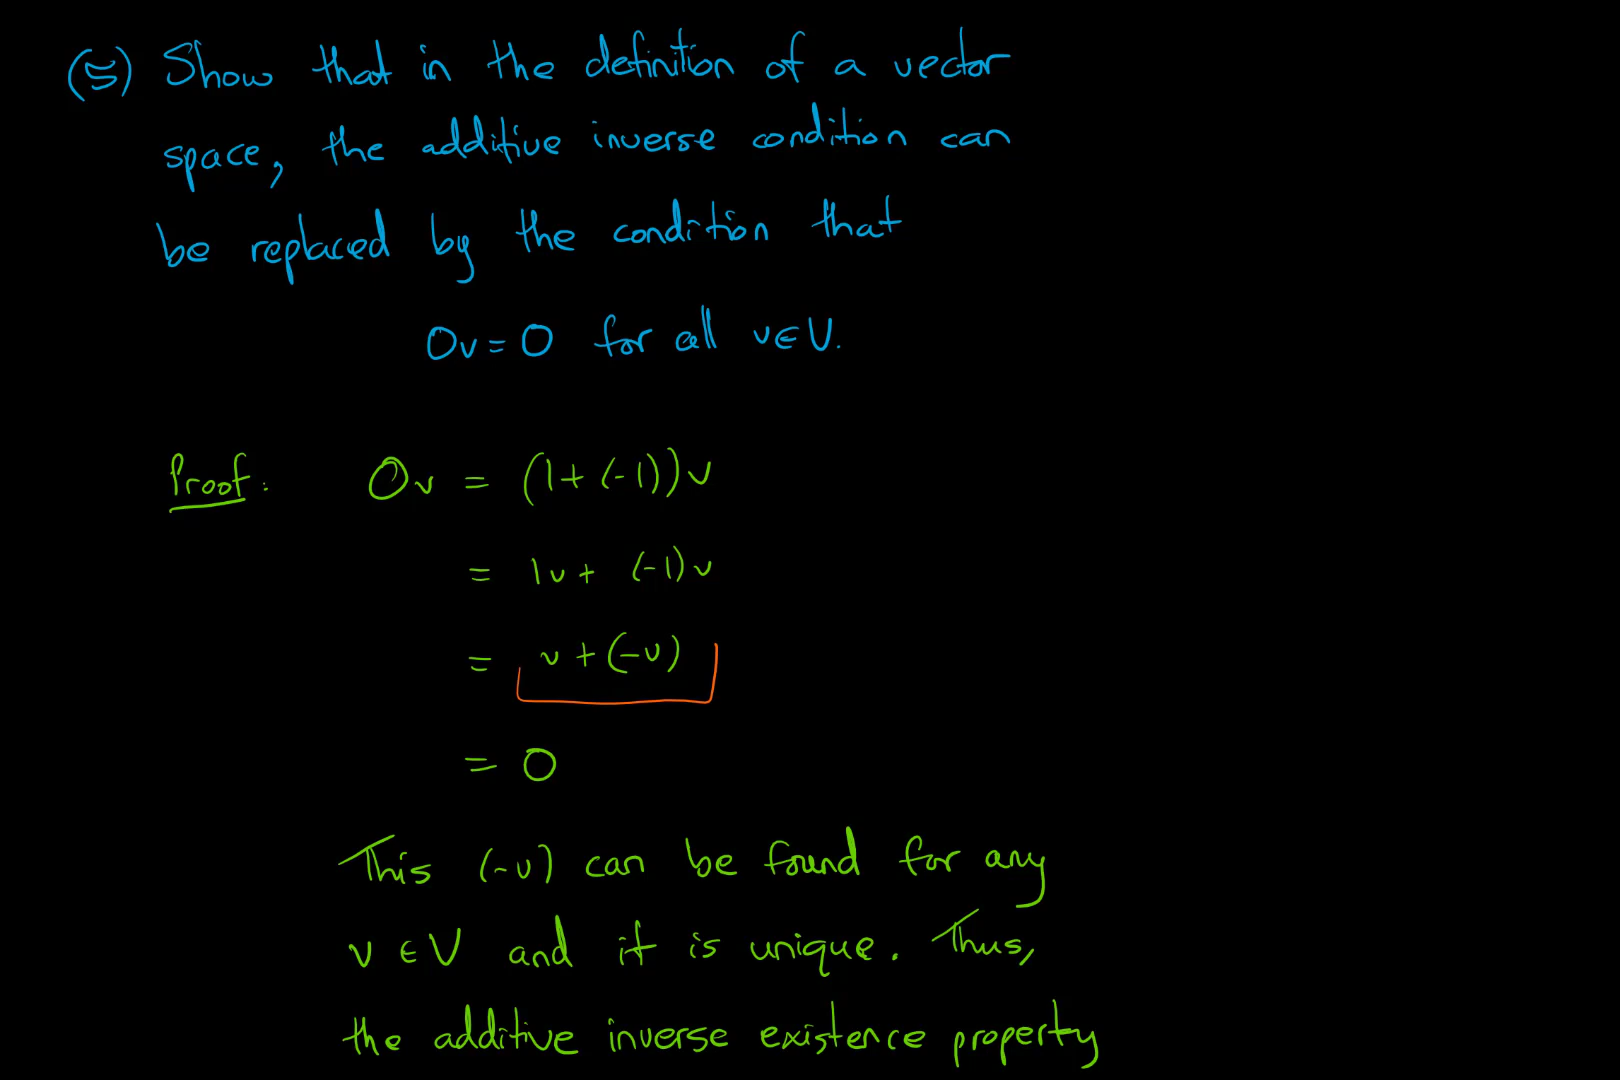 (5) Show that in the definition of a vector
space, the additive inverse condition can
be replaced by the condition that
0v = 0 for all v∈V.
Proof: 0v = (1+(-1))v
= 1v + (-1)v
= v + (-v)
= 0
This (-v) can be found for any
v ∈ V and it is unique. Thus,
the additive inverse existence property